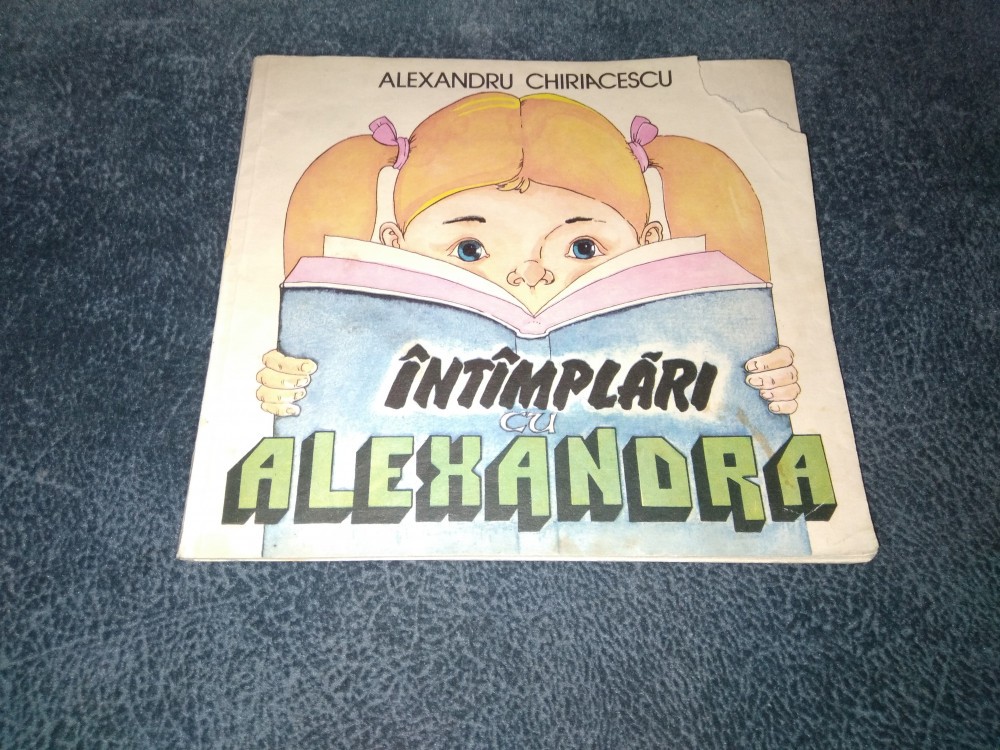 ALEXANDRU CHIRIACESCU
ÎNTÎMPLĂRI
CU
ALEXANDRA